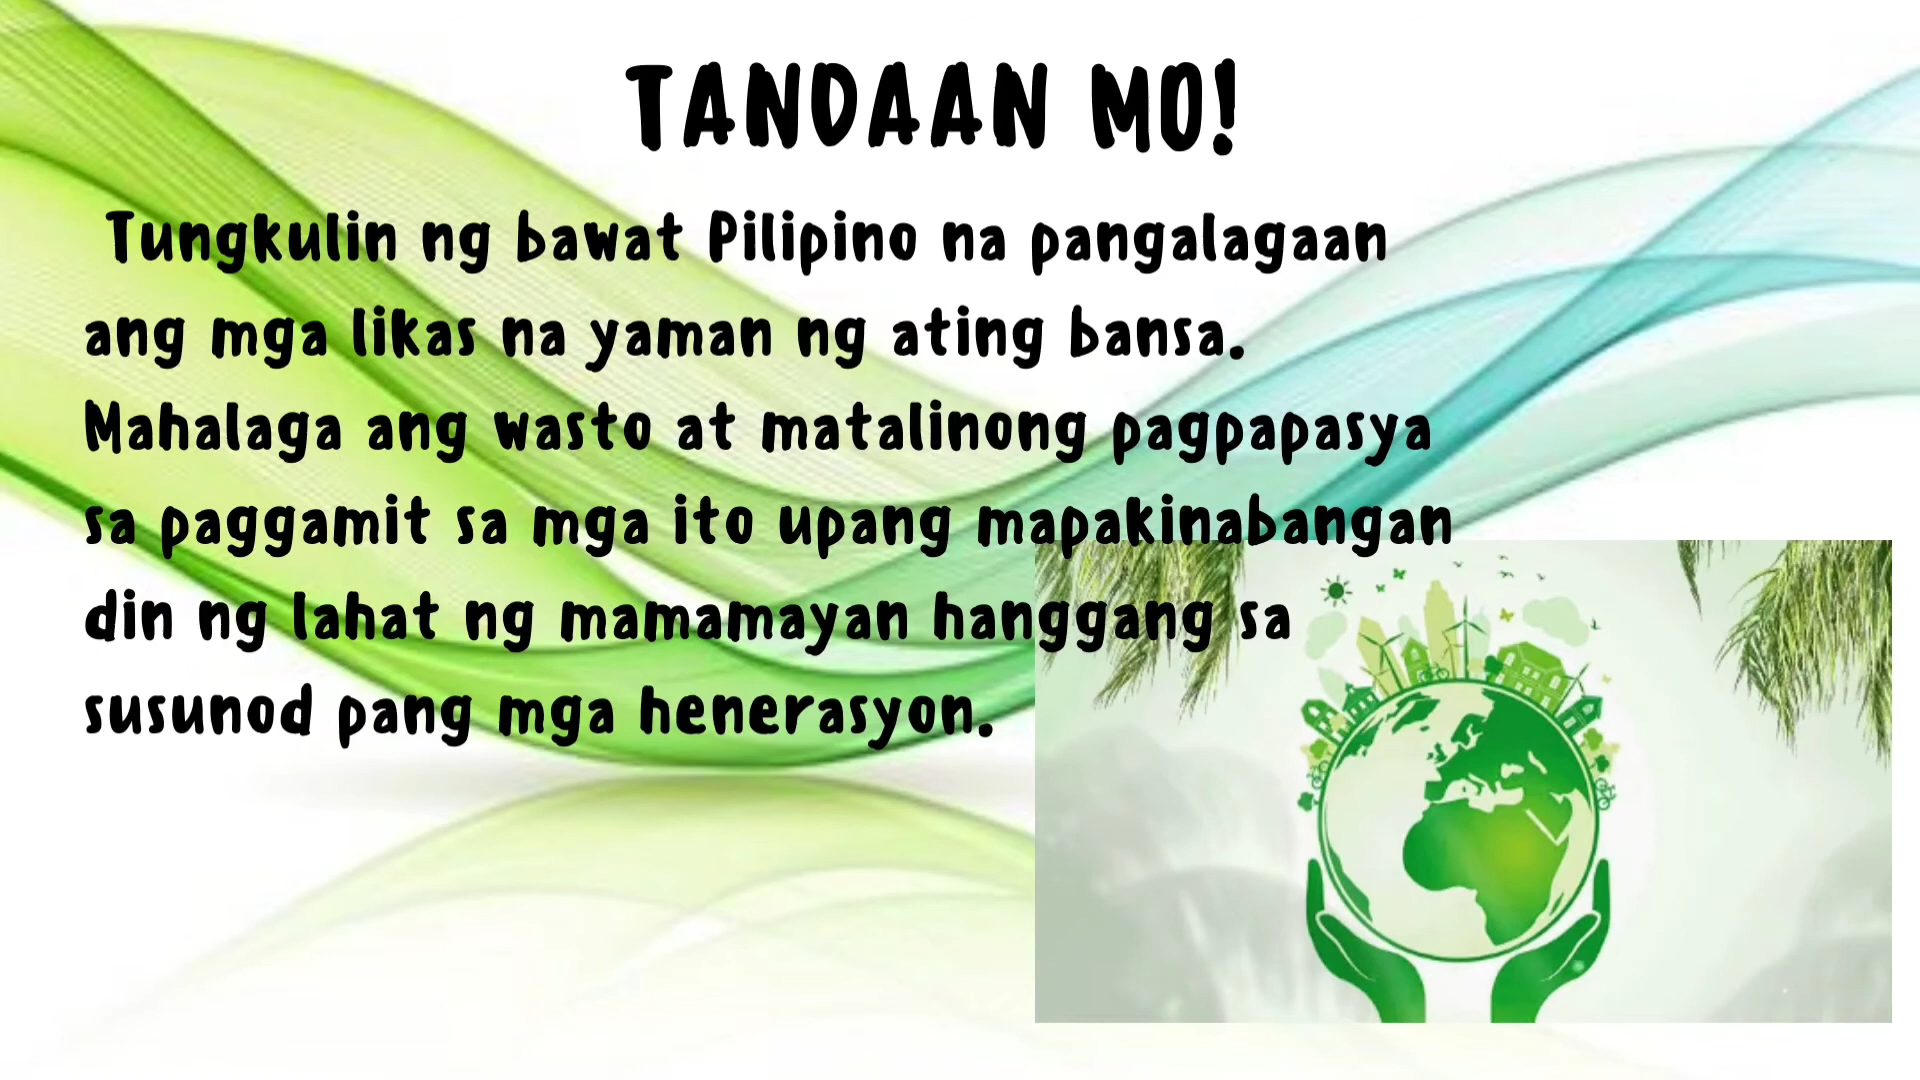 TANDAAN MO!
Tungkulin ng bawat Pilipino na pangalagaan
ang mga likas na yaman ng ating bansa.
Mahalaga ang wasto at matalinong pagpapasya
sa paggamit sa mga ito upang mapakinabangan
din ng lahat ng mamamayan hanggang sa
susunod pang mga henerasyon.